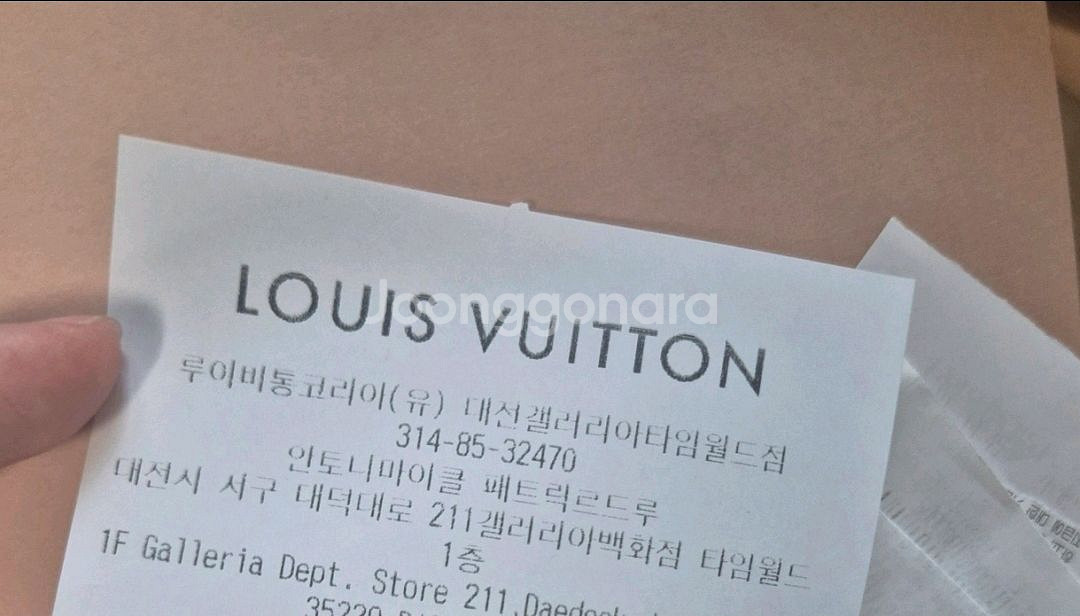 LOUIS VUITTON
Joonggonara
루이비통코리아(유) 대전갤러리아타임월드점
314-85-32470
안토니마이클 패트릭르드루
대전시 서구 대덕대로 211갤러리아백화점 타임월드
1층
1F Galleria Dept. Store 211,
35229